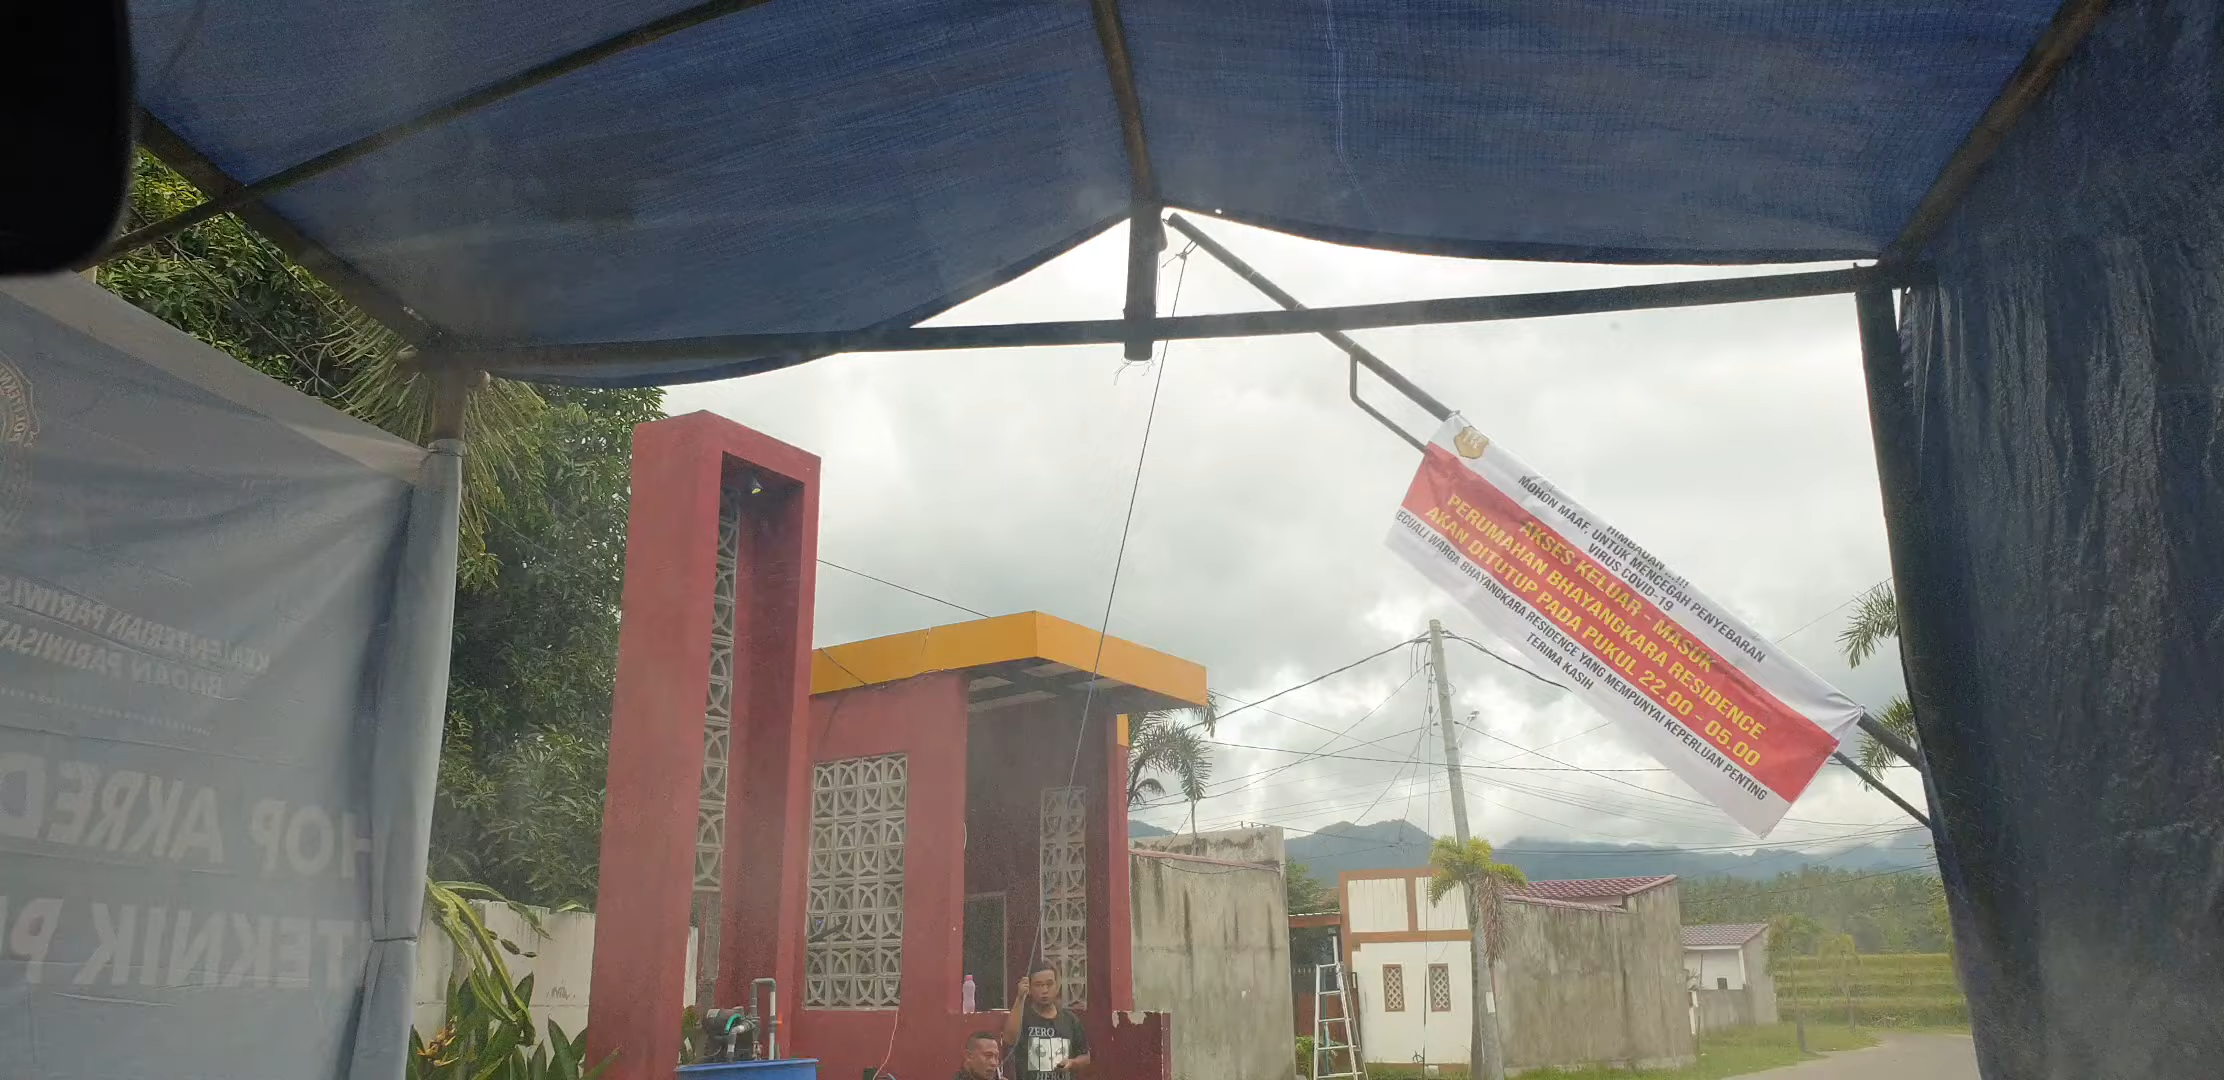 HIMBAUAN !!!!
MOHON MAAF, UNTUK MENCEGAH PENYEBARAN
VIRUS COVID-19
AKSES KELUAR - MASUK
PERUMAHAN BHAYANGKARA RESIDENCE
AKAN DITUTUP PADA PUKUL 22.00 - 05.00
KECUALI WARGA BHAYANGKARA RESIDENCE YANG MEMPUNYAI KEPERLUAN PENTING
TERIMA KASIH
KEMENTERIAN PARIWIS
BADAN PARIWISAT
HOP AKRED
TEKNIK P
ZERO
HERO